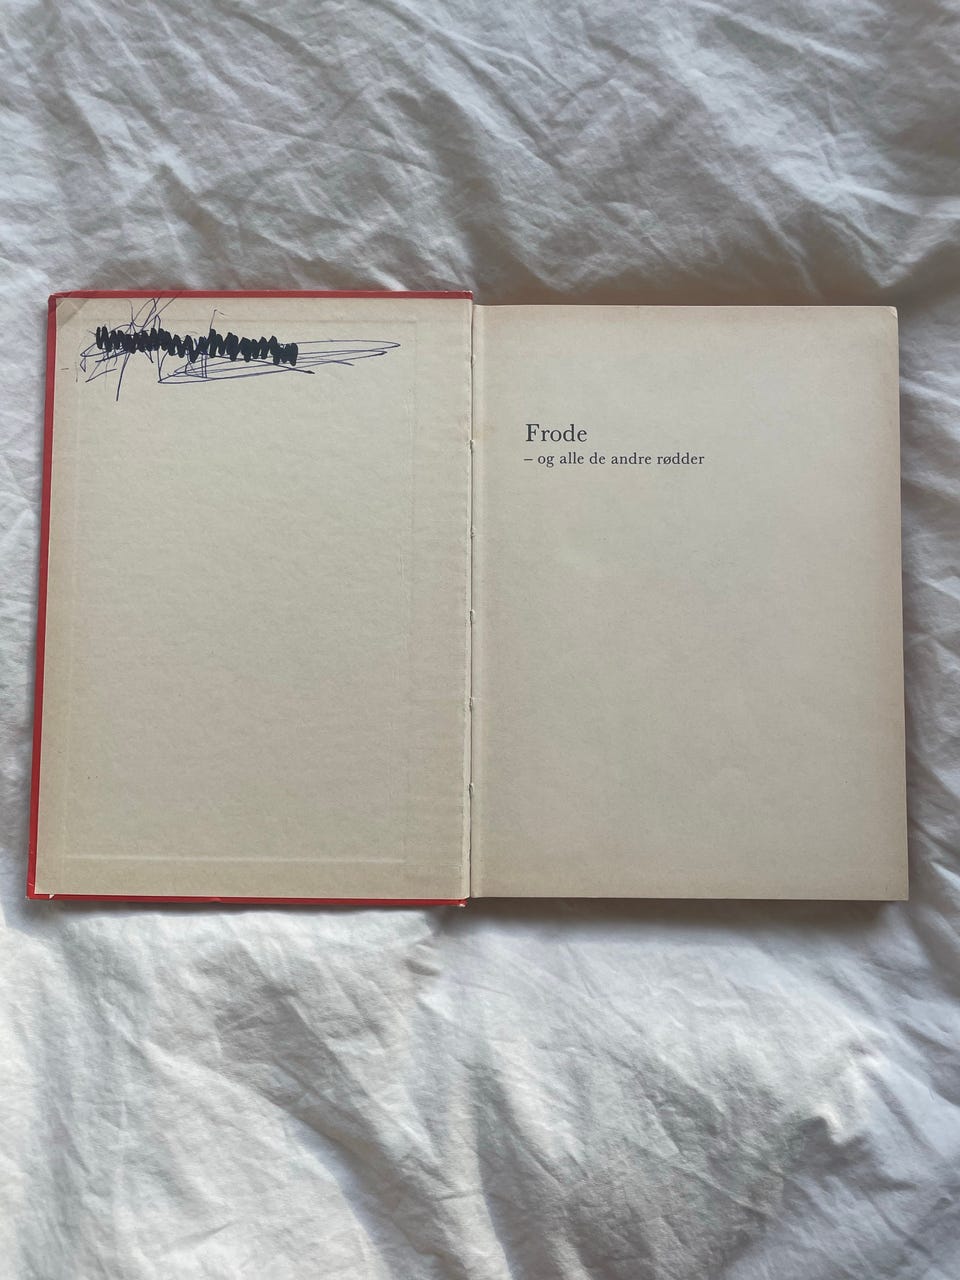 Frode
– og alle de andre rødder